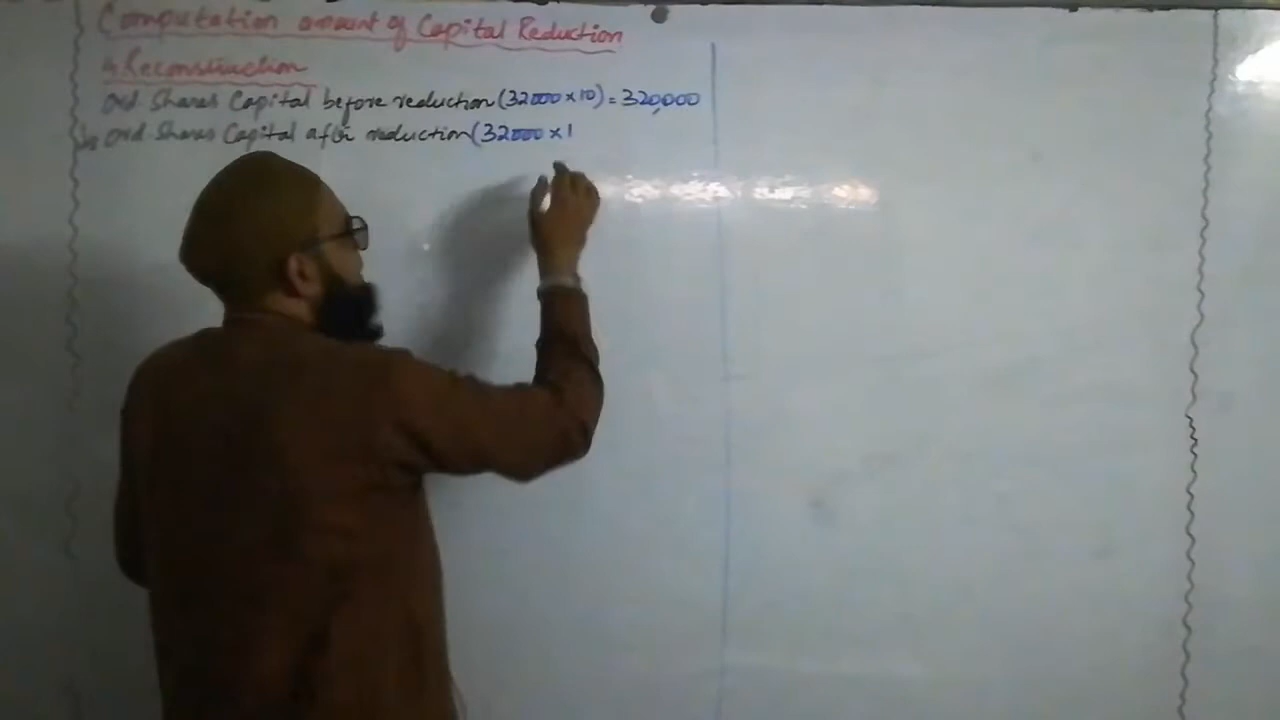 Computation amount of Capital Reduction
Reconstruction
Ord. Shares Capital before reduction (32000 × 10) = 320,000
Ord. Shares Capital after reduction (32000 × 1